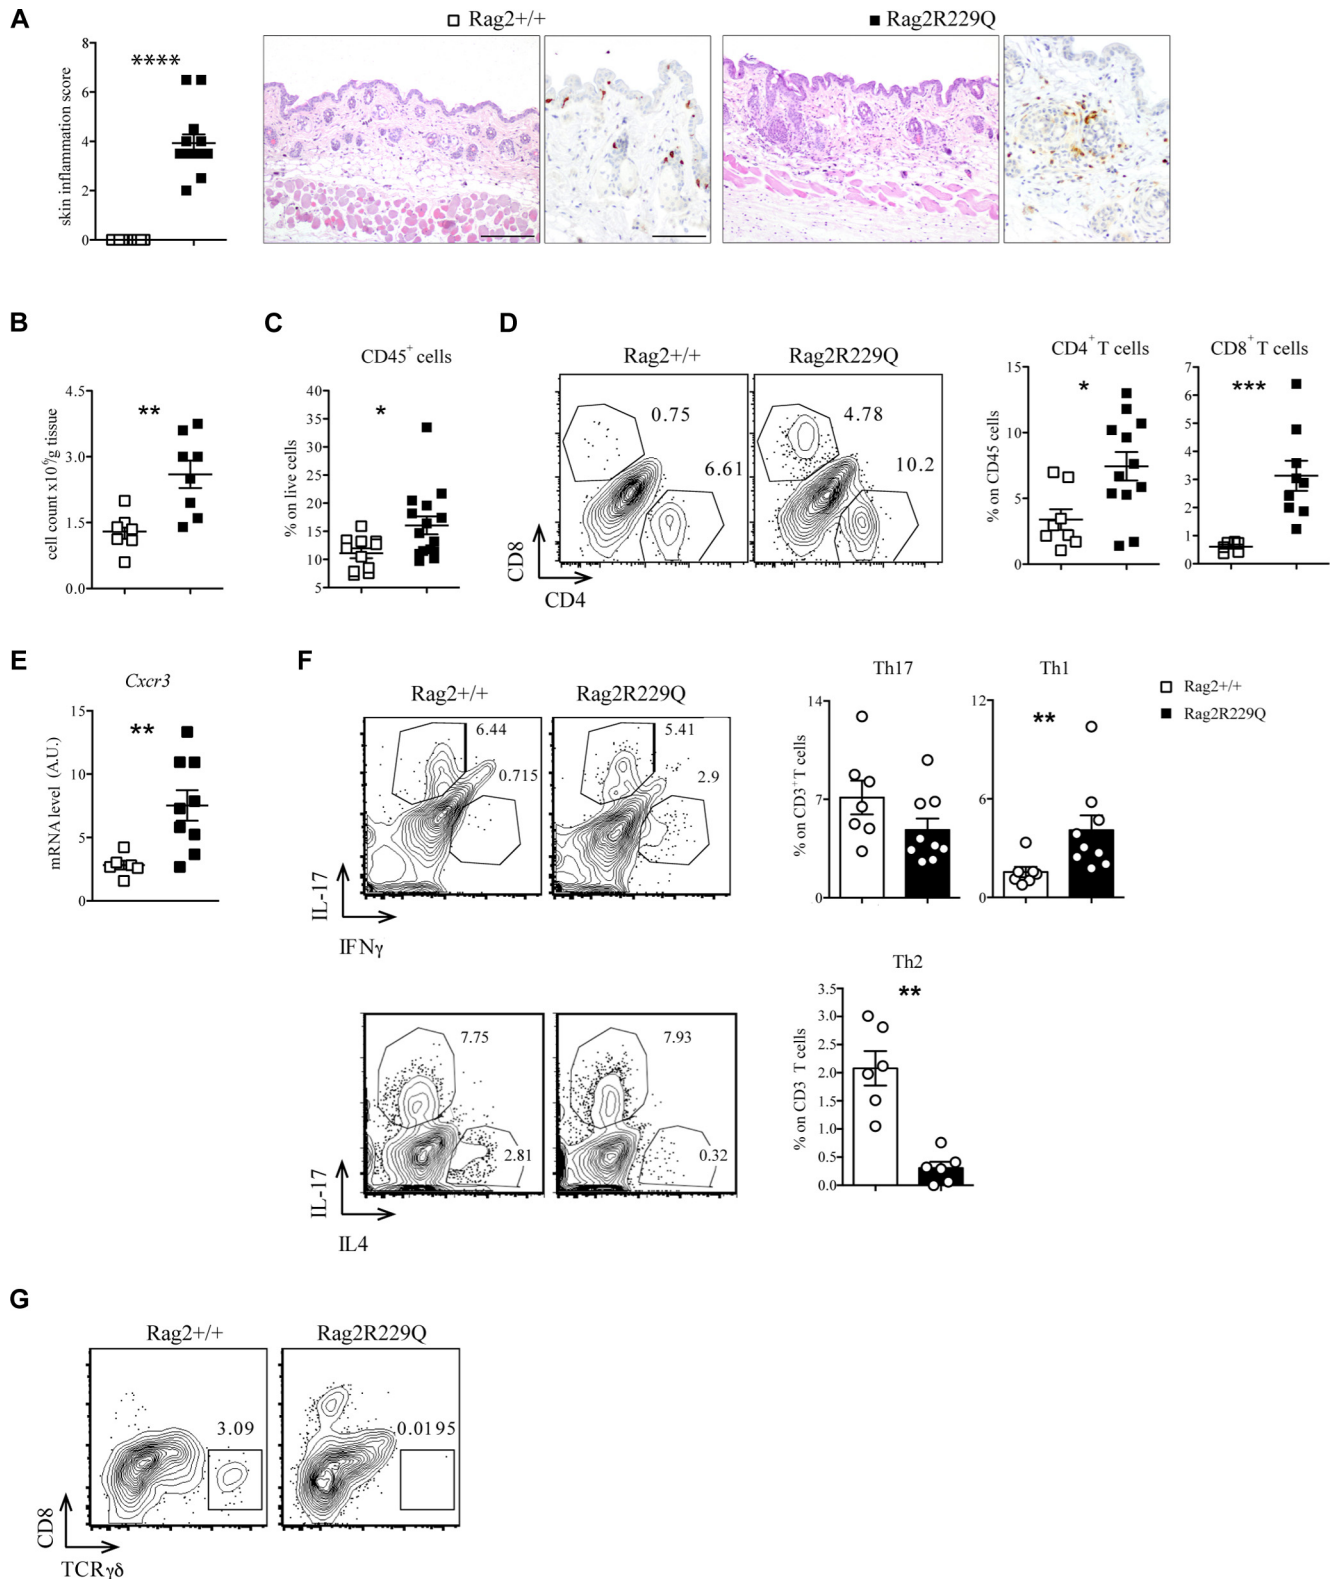 A
Rag2+/+
Rag2R229Q
skin inflammation score
8
6
4
2
0
****
B
cell count x10⁶/g tissue
4.5
3.0
1.5
0.0
**
C
CD45⁺ cells
% on live cells
40
35
30
25
20
15
10
5
*
D
Rag2+/+
Rag2R229Q
0.75
6.61
4.78
10.2
CD8
CD4
CD4⁺ T cells
% on CD45 cells
15
10
5
0
*
CD8⁺ T cells
7
6
5
4
3
2
1
0
***
E
Cxcr3
mRNA level (A.U.)
15
10
5
0
**
F
Rag2+/+
Rag2R229Q
6.44
0.715
5.41
2.9
IL-17
IFNγ
Th17
% on CD3⁺T cells
14
7
0
Th1
12
6
0
**
Rag2+/+
Rag2R229Q
7.75
2.81
7.93
0.32
IL-17
IL4
Th2
% on CD3 T cells
3.5
3.0
2.5
2.0
1.5
1.0
0.5
0.0
**
G
Rag2+/+
Rag2R229Q
3.09
0.0195
CD8
TCRγδ